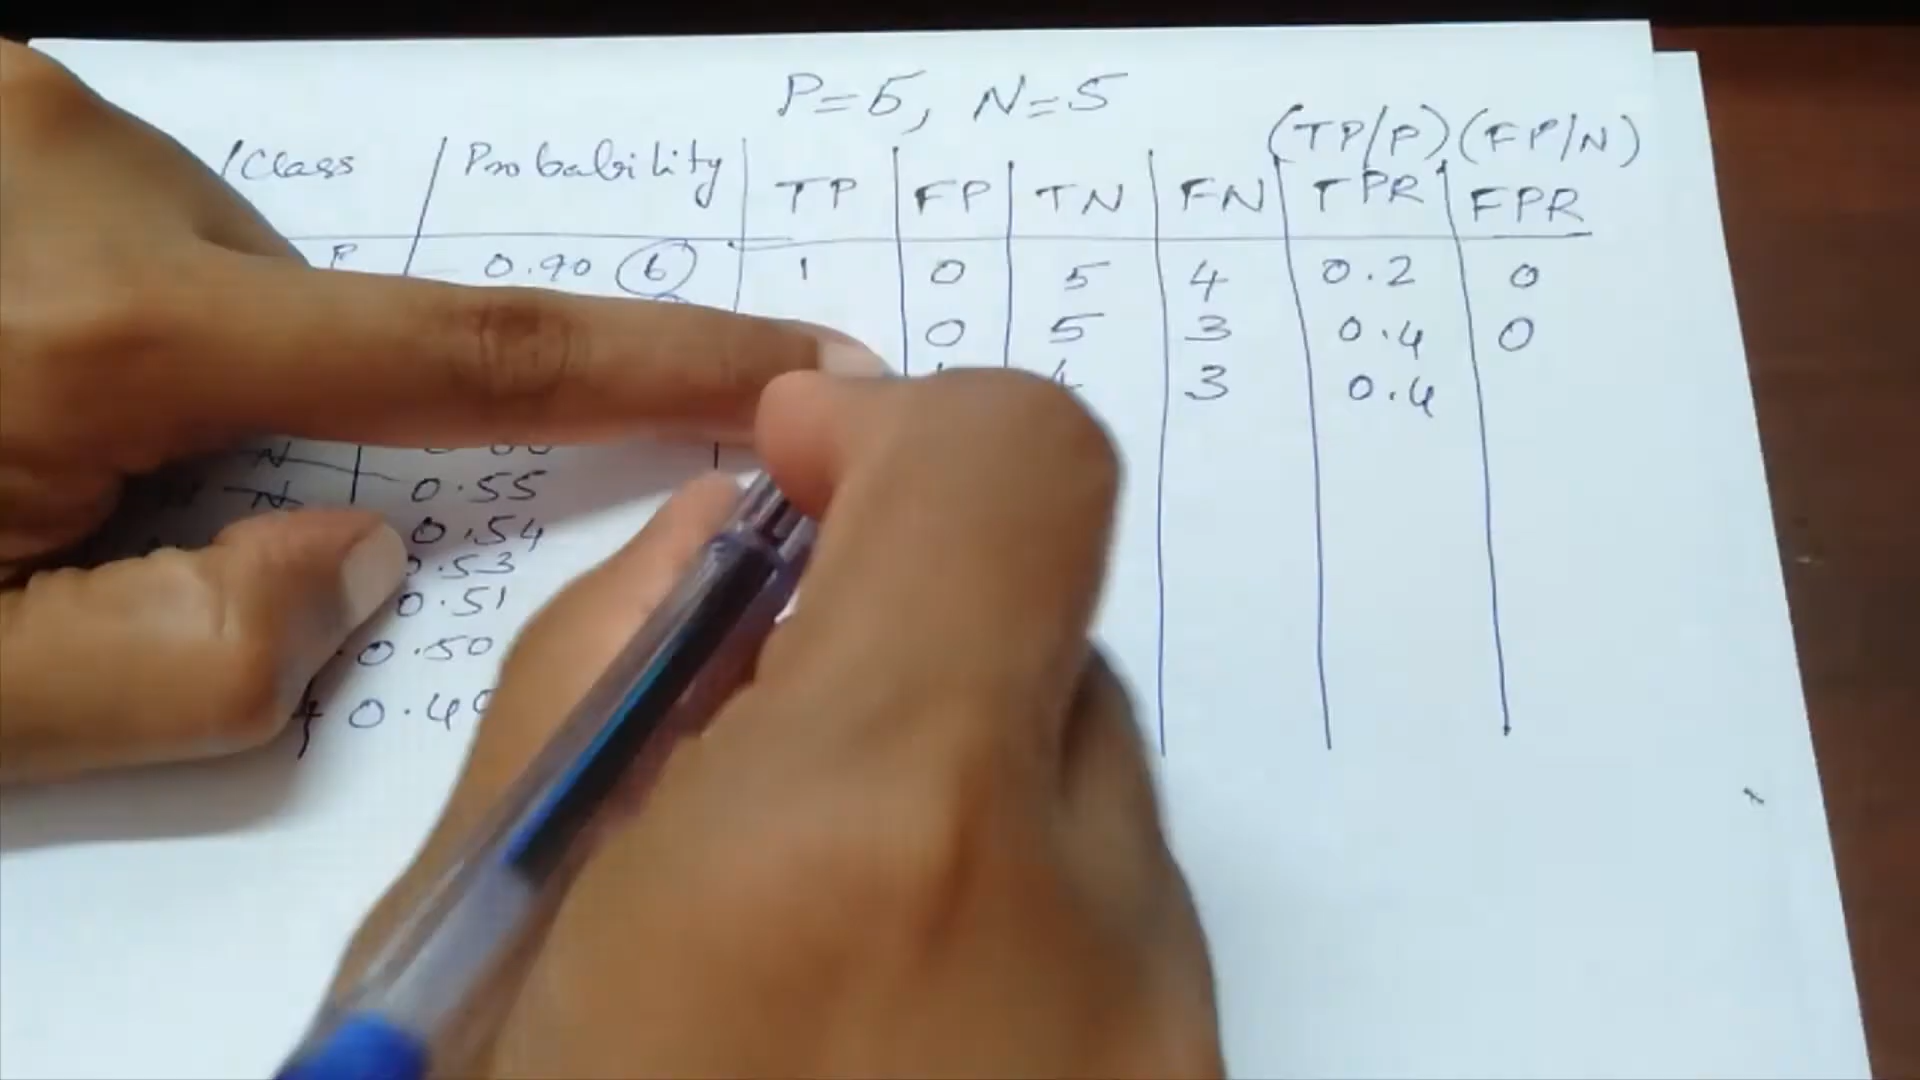 P=5, N=5
(TP/P) (FP/N)
/Class Probability TP FP TN FN TPR FPR
P 0.90 6 1 0 5 4 0.2 0
0 5 3 0.4 0
3 0.4
N
N 0.55
0.54
0.53
0.51
0.50